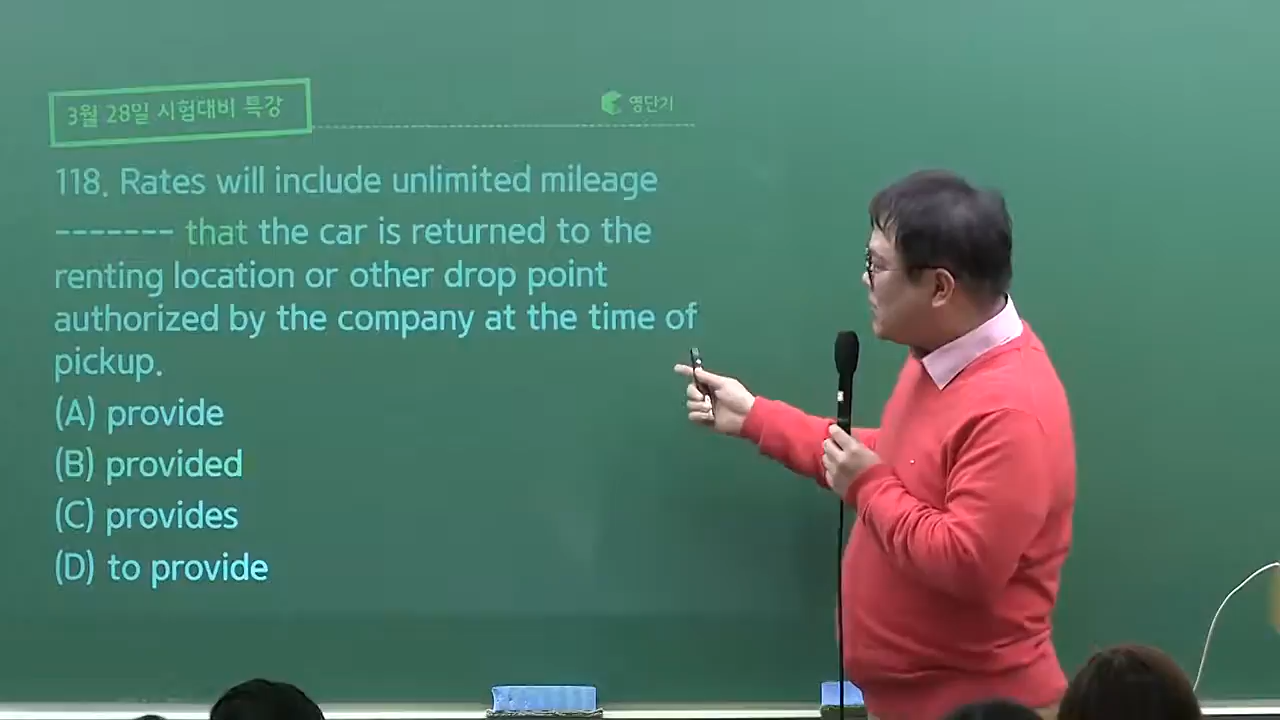 3월 28일 시험대비 특강
영단기
118. Rates will include unlimited mileage
------- that the car is returned to the
renting location or other drop point
authorized by the company at the time of
pickup.
(A) provide
(B) provided
(C) provides
(D) to provide